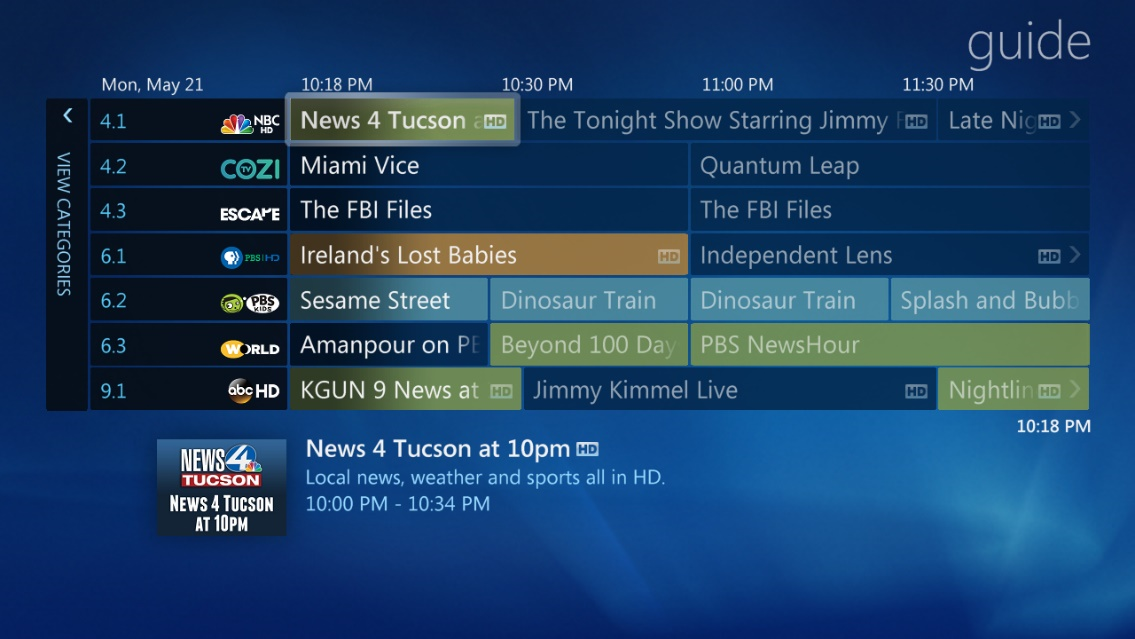 guide
Mon, May 21 10:18 PM 10:30 PM 11:00 PM 11:30 PM
VIEW CATEGORIES
4.1 NBC HD News 4 Tucson a HD The Tonight Show Starring Jimmy F HD Late Nig HD
4.2 COZI TV Miami Vice Quantum Leap
4.3 ESCAPE The FBI Files The FBI Files
6.1 PBS HD Ireland's Lost Babies HD Independent Lens HD
6.2 PBS KIDS Sesame Street Dinosaur Train Dinosaur Train Splash and Bubb
6.3 WORLD Amanpour on PB Beyond 100 Day PBS NewsHour
9.1 abc HD KGUN 9 News at HD Jimmy Kimmel Live HD Nightlin HD
10:18 PM
NEWS 4
TUCSON
NEWS 4 TUCSON
AT 10PM
News 4 Tucson at 10pm HD
Local news, weather and sports all in HD.
10:00 PM - 10:34 PM